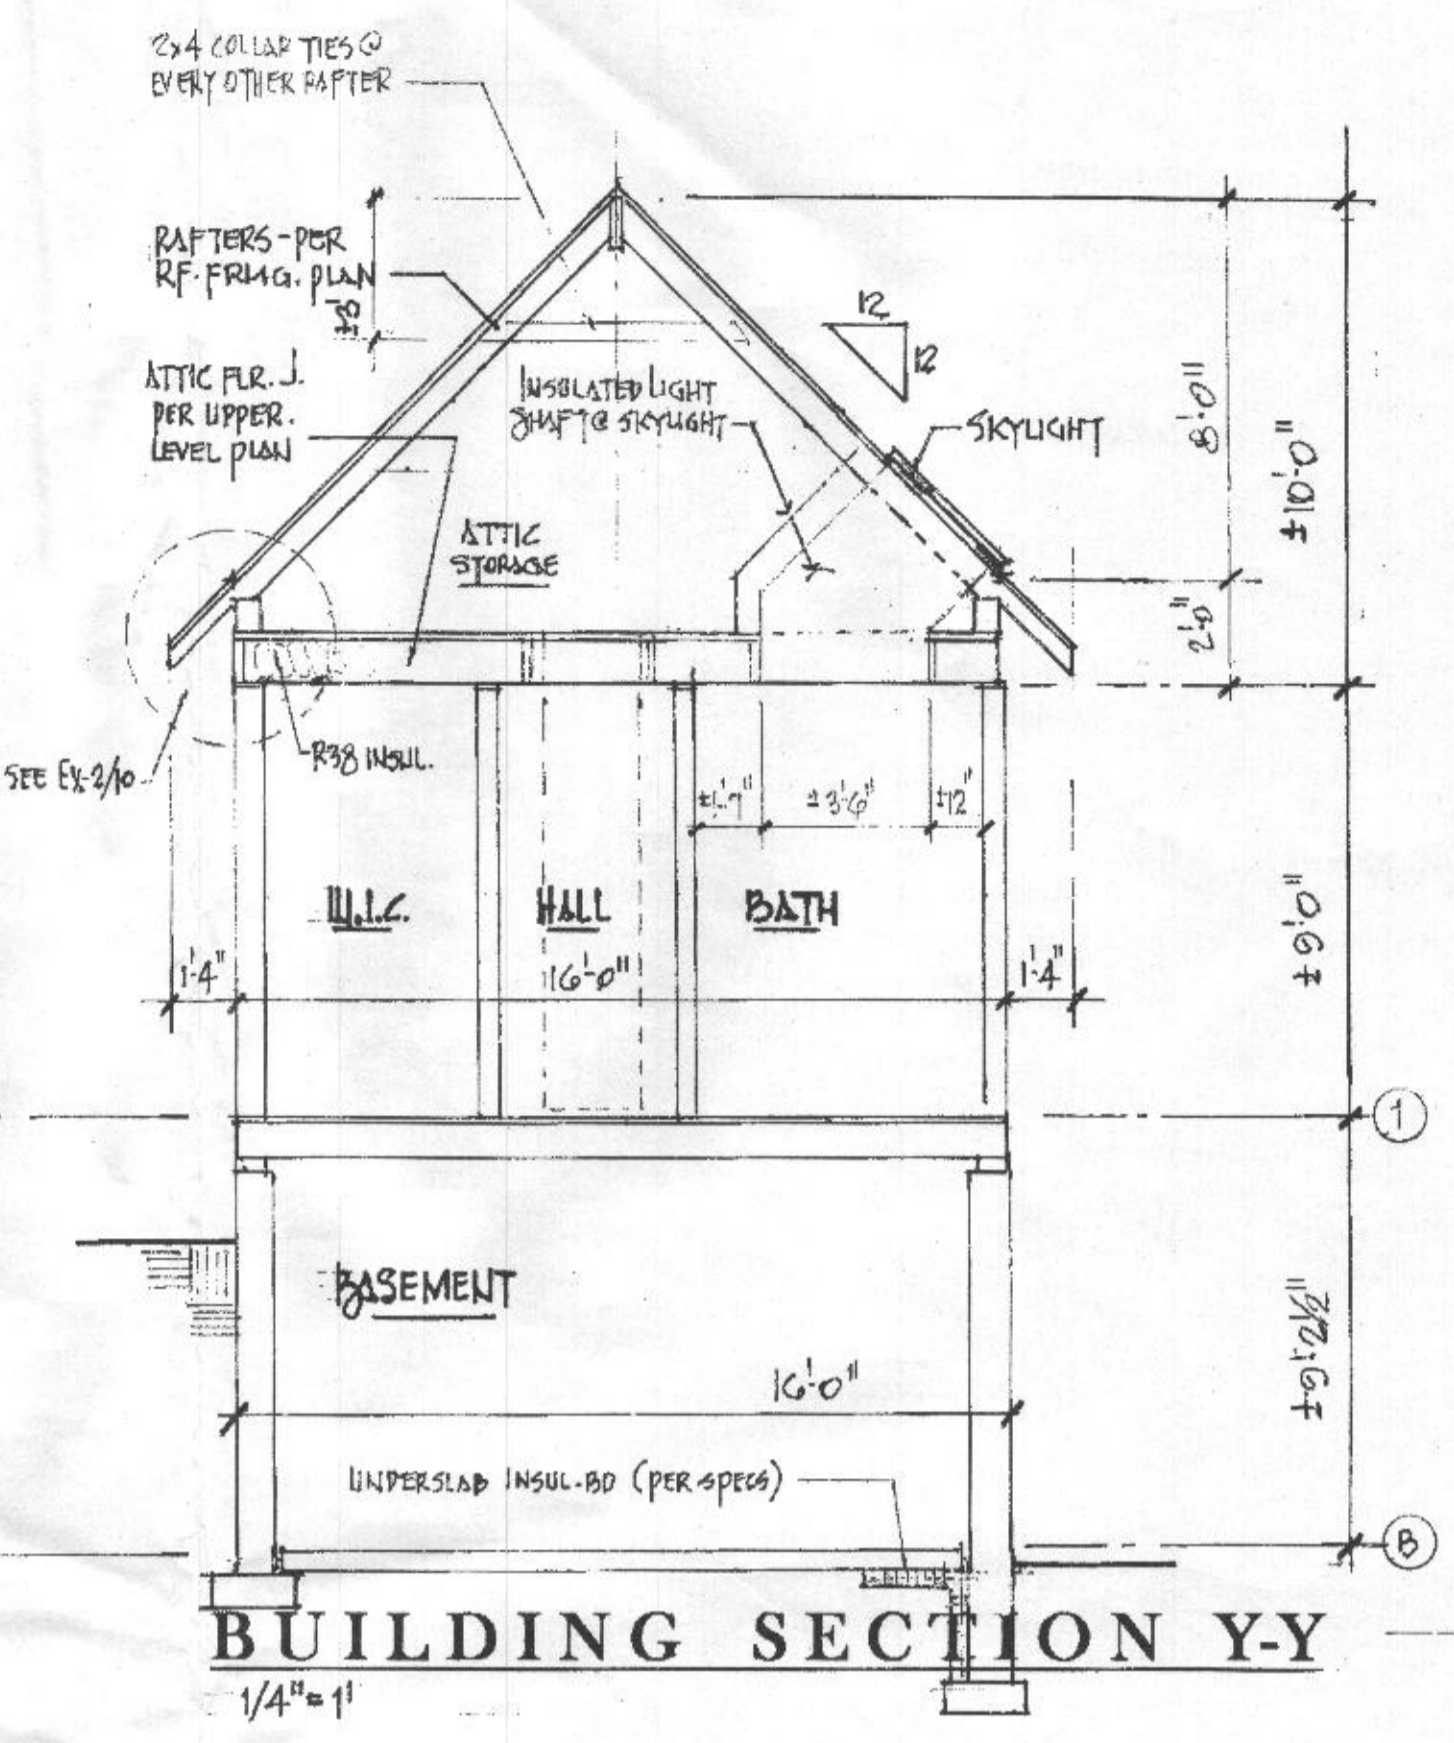 2x4 COLLAR TIES @
EVERY OTHER RAFTER
RAFTERS-PER
RF. FRMG. PLAN
±3'
12
12
8'-0"
±10'-0"
ATTIC FLR. J.
PER UPPER.
LEVEL PLAN
INSULATED LIGHT
SHAFT @ SKYLIGHT
SKYLIGHT
ATTIC
STORAGE
2'-0"
SEE EX-2/10
R38 INSUL.
±1'-7"
±3'-6"
±12"
W.I.C.
HALL
BATH
±9'-0"
1'-4"
16'-0"
1'-4"
1
BASEMENT
±9'-2½"
16'-0"
UNDERSLAB INSUL-BD (PER SPECS)
B
BUILDING SECTION Y-Y
1/4"=1'